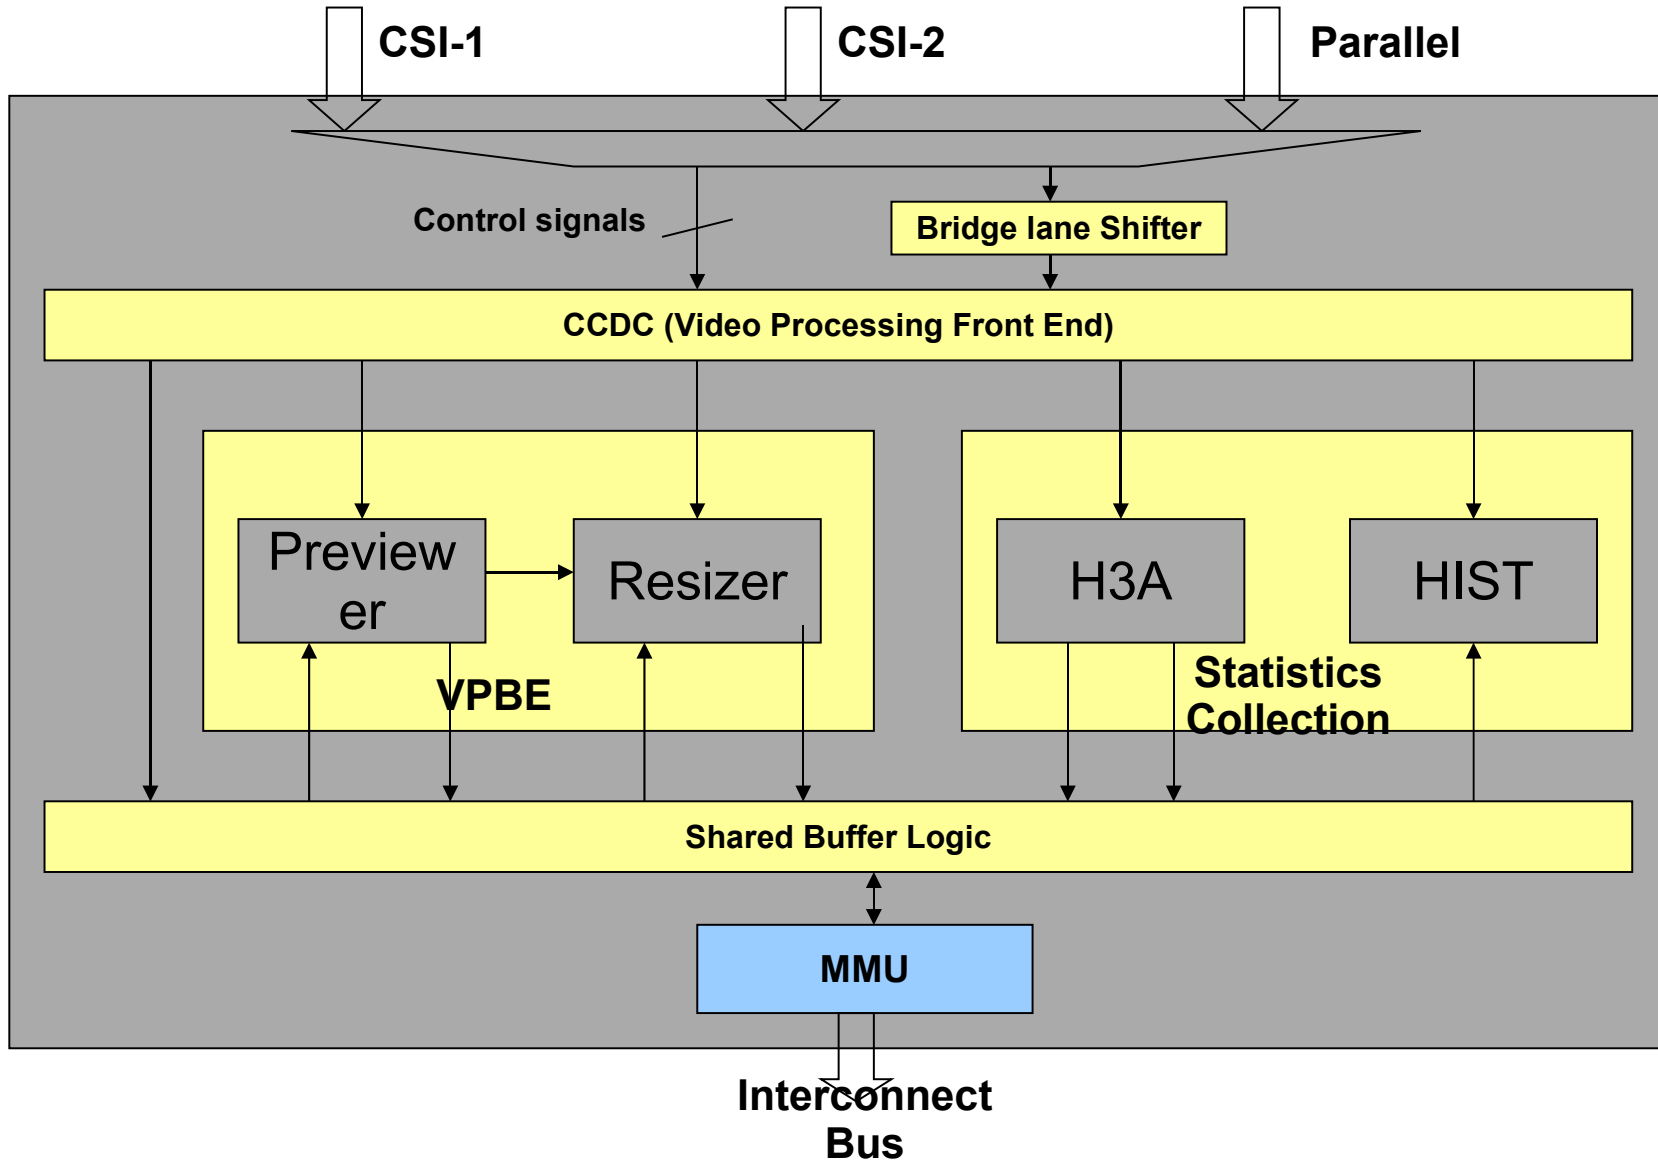 CSI-1
CSI-2
Parallel
Control signals
Bridge lane Shifter
CCDC (Video Processing Front End)
Preview
er
Resizer
H3A
HIST
VPBE
Statistics
Collection
Shared Buffer Logic
MMU
Interconnect
Bus